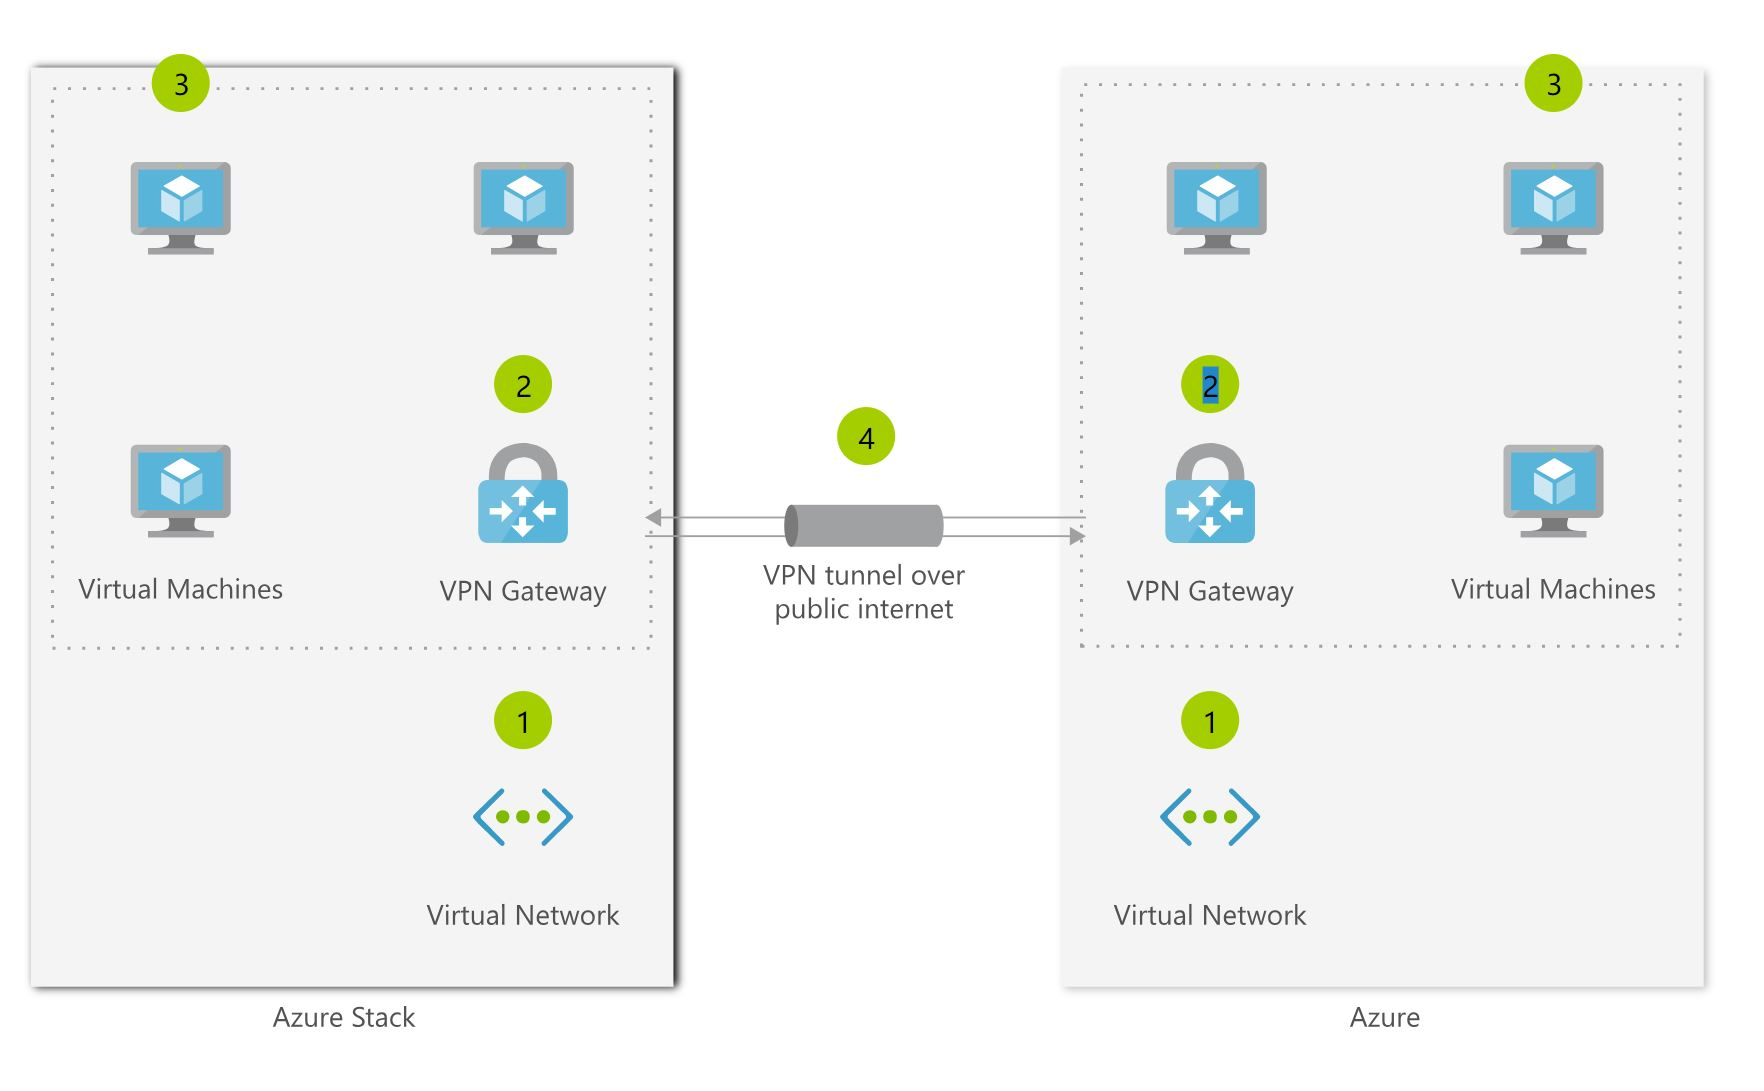 3
3
2
2
4
Virtual Machines
VPN Gateway
VPN tunnel over
public internet
VPN Gateway
Virtual Machines
1
1
Virtual Network
Virtual Network
Azure Stack
Azure